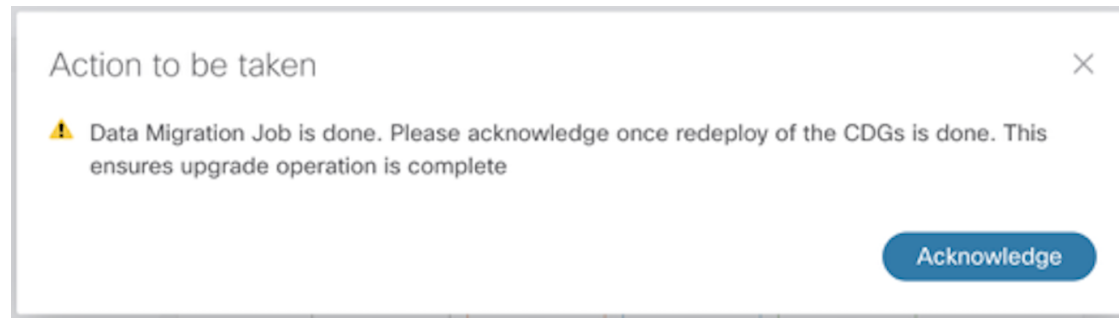 Action to be taken
Data Migration Job is done. Please acknowledge once redeploy of the CDGs is done. This
ensures upgrade operation is complete
Acknowledge